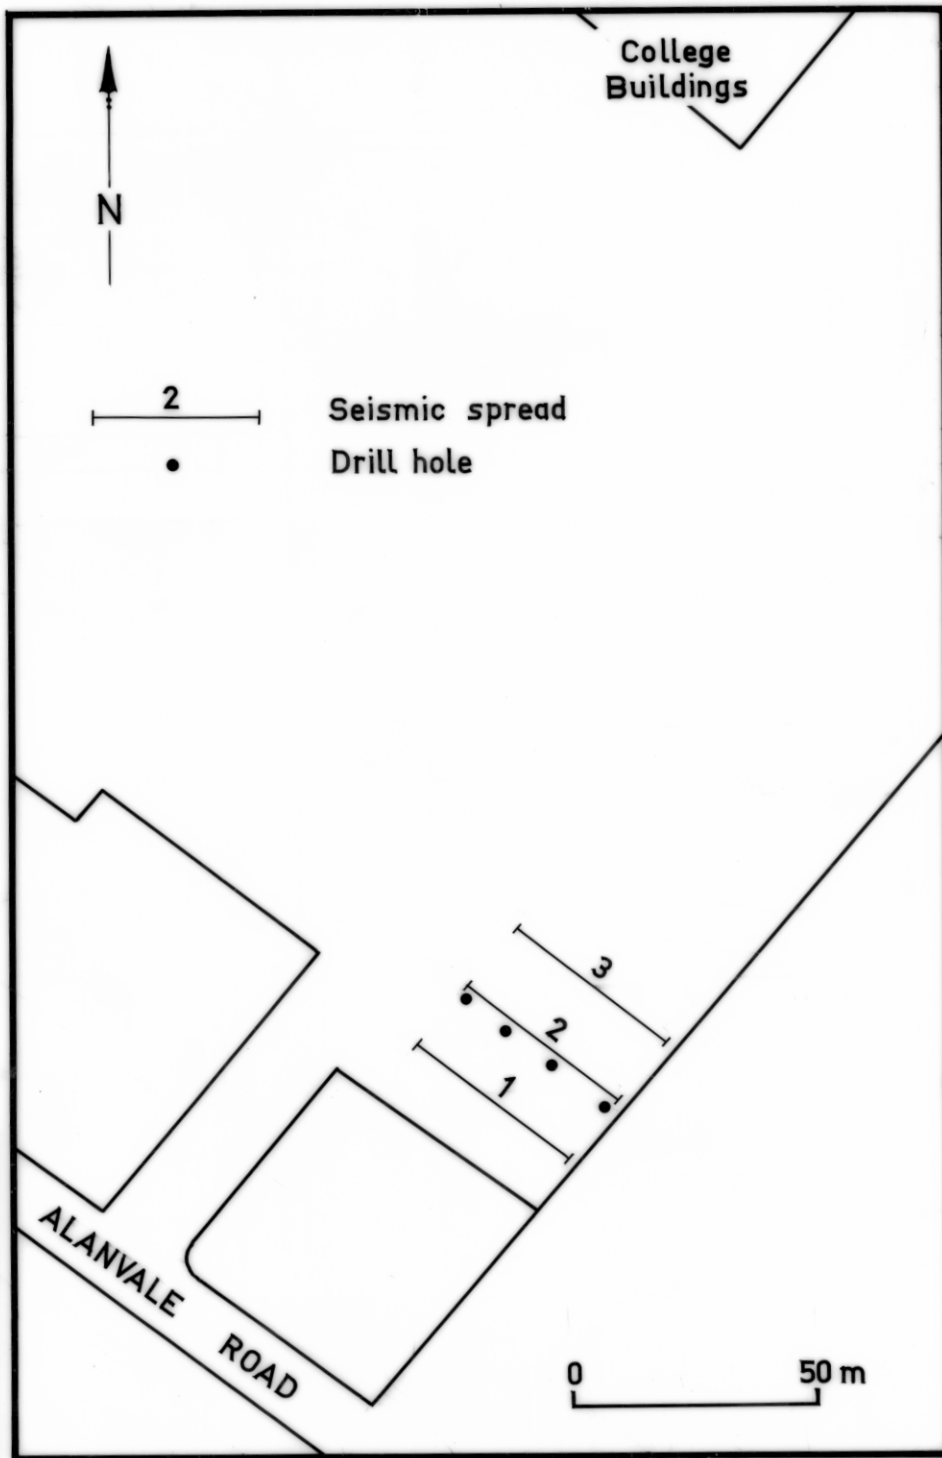 College
Buildings
N
2
Seismic spread
Drill hole
3
2
1
ALANVALE ROAD
0 50 m